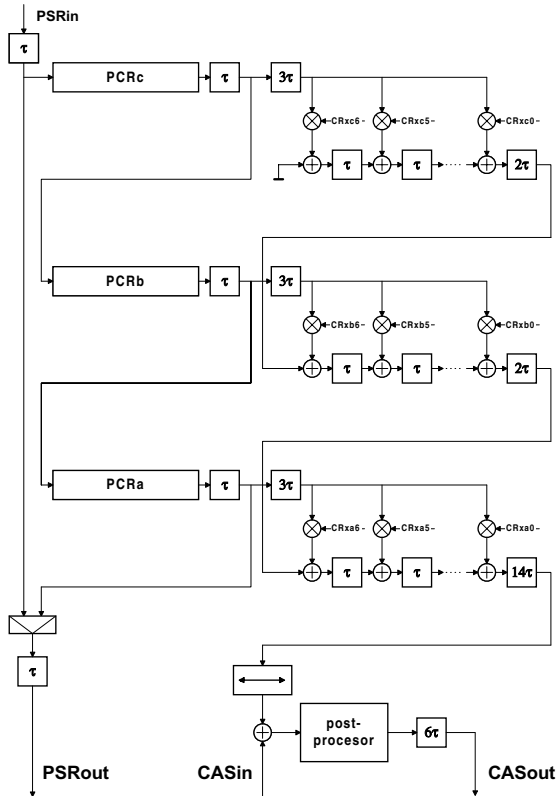 PSRin
τ
PCRc
τ
3τ
CRxc6
CRxc5
CRxc0
τ
τ
2τ
PCRb
τ
3τ
CRxb6
CRxb5
CRxb0
τ
τ
2τ
PCRa
τ
3τ
CRxa6
CRxa5
CRxa0
τ
τ
14τ
τ
post-
procesor
6τ
PSRout
CASin
CASout